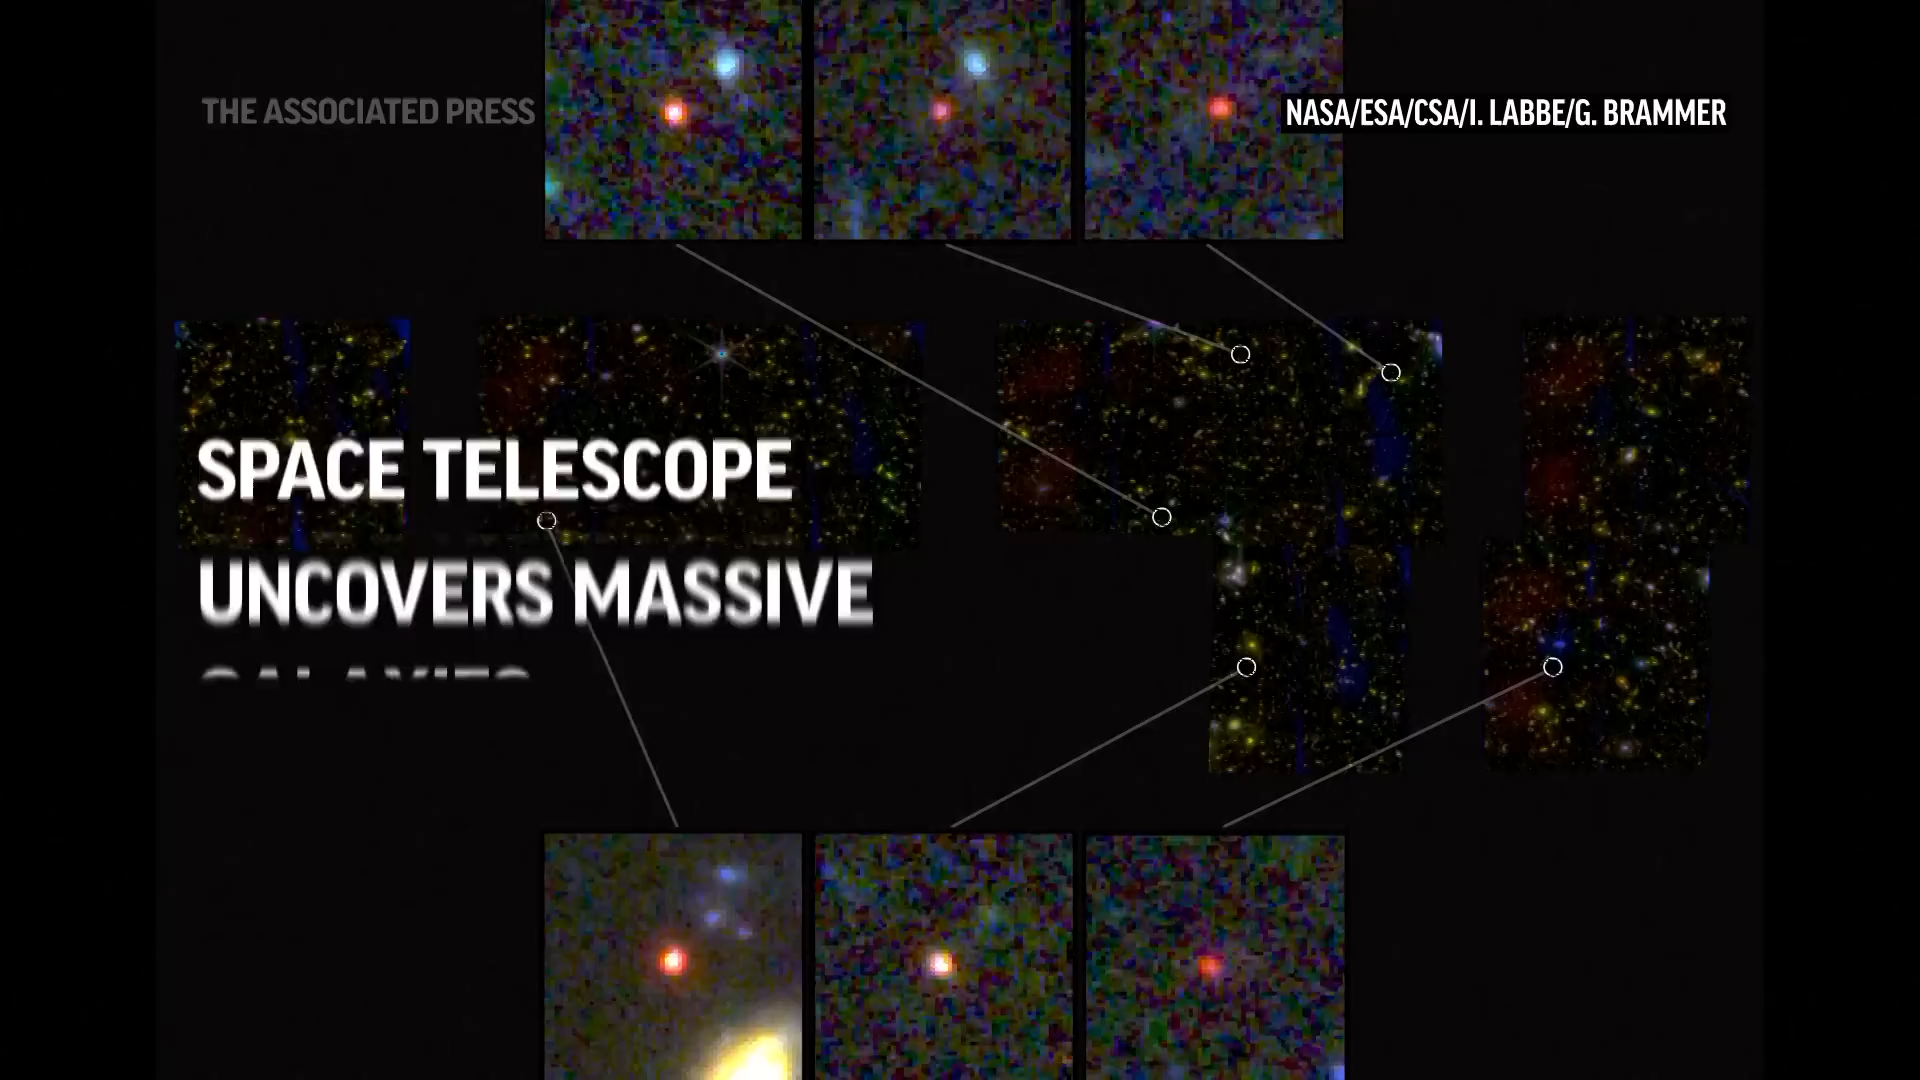 THE ASSOCIATED PRESS
NASA/ESA/CSA/I. LABBE/G. BRAMMER
SPACE TELESCOPE
UNCOVERS MASSIVE